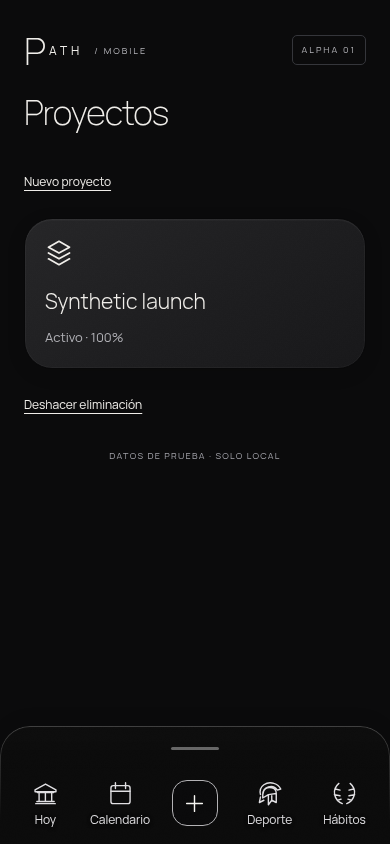 PATH / MOBILE
ALPHA 01
Proyectos
Nuevo proyecto
Synthetic launch
Activo · 100%
Deshacer eliminación
DATOS DE PRUEBA · SOLO LOCAL
Hoy
Calendario
Deporte
Hábitos